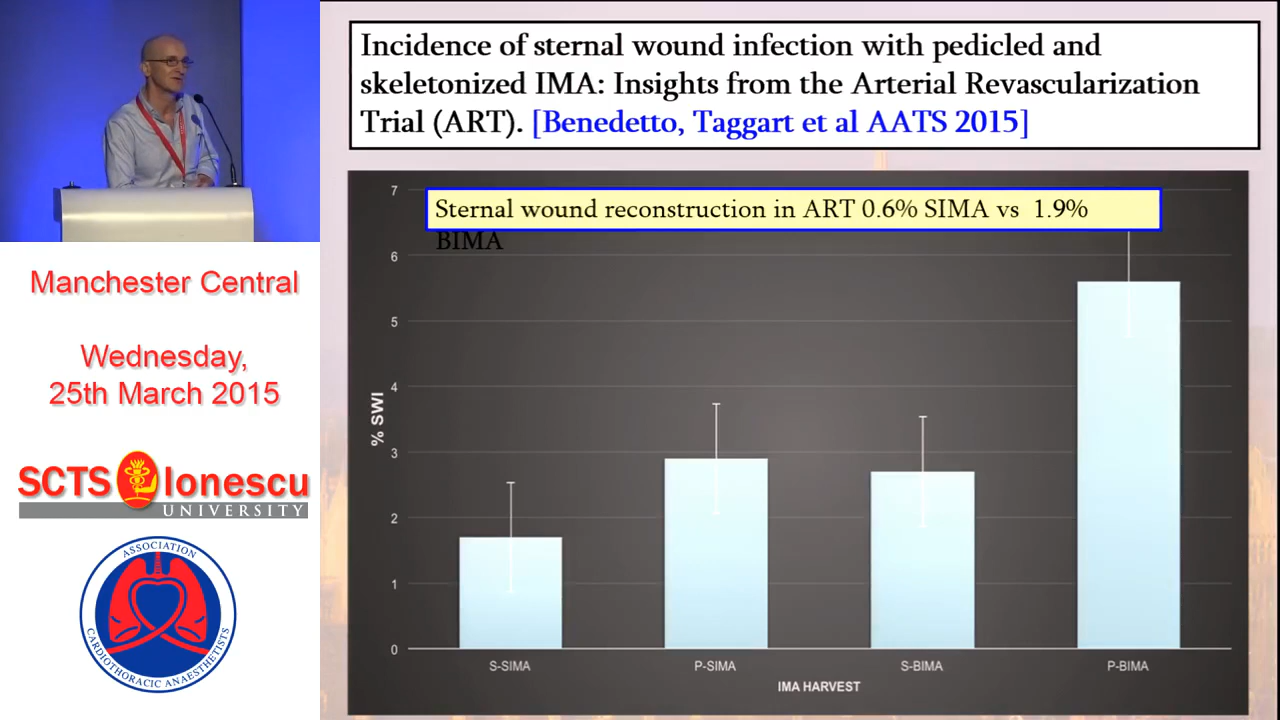 Incidence of sternal wound infection with pedicled and
skeletonized IMA: Insights from the Arterial Revascularization
Trial (ART). [Benedetto, Taggart et al AATS 2015]
Sternal wound reconstruction in ART 0.6% SIMA vs 1.9%
BIMA
7
6
5
4
3
2
1
0
% SWI
S-SIMA
P-SIMA
S-BIMA
P-BIMA
IMA HARVEST
Manchester Central
Wednesday,
25th March 2015
SCTS Ionescu
UNIVERSITY
ASSOCIATION
CARDIOTHORACIC ANAESTHETISTS